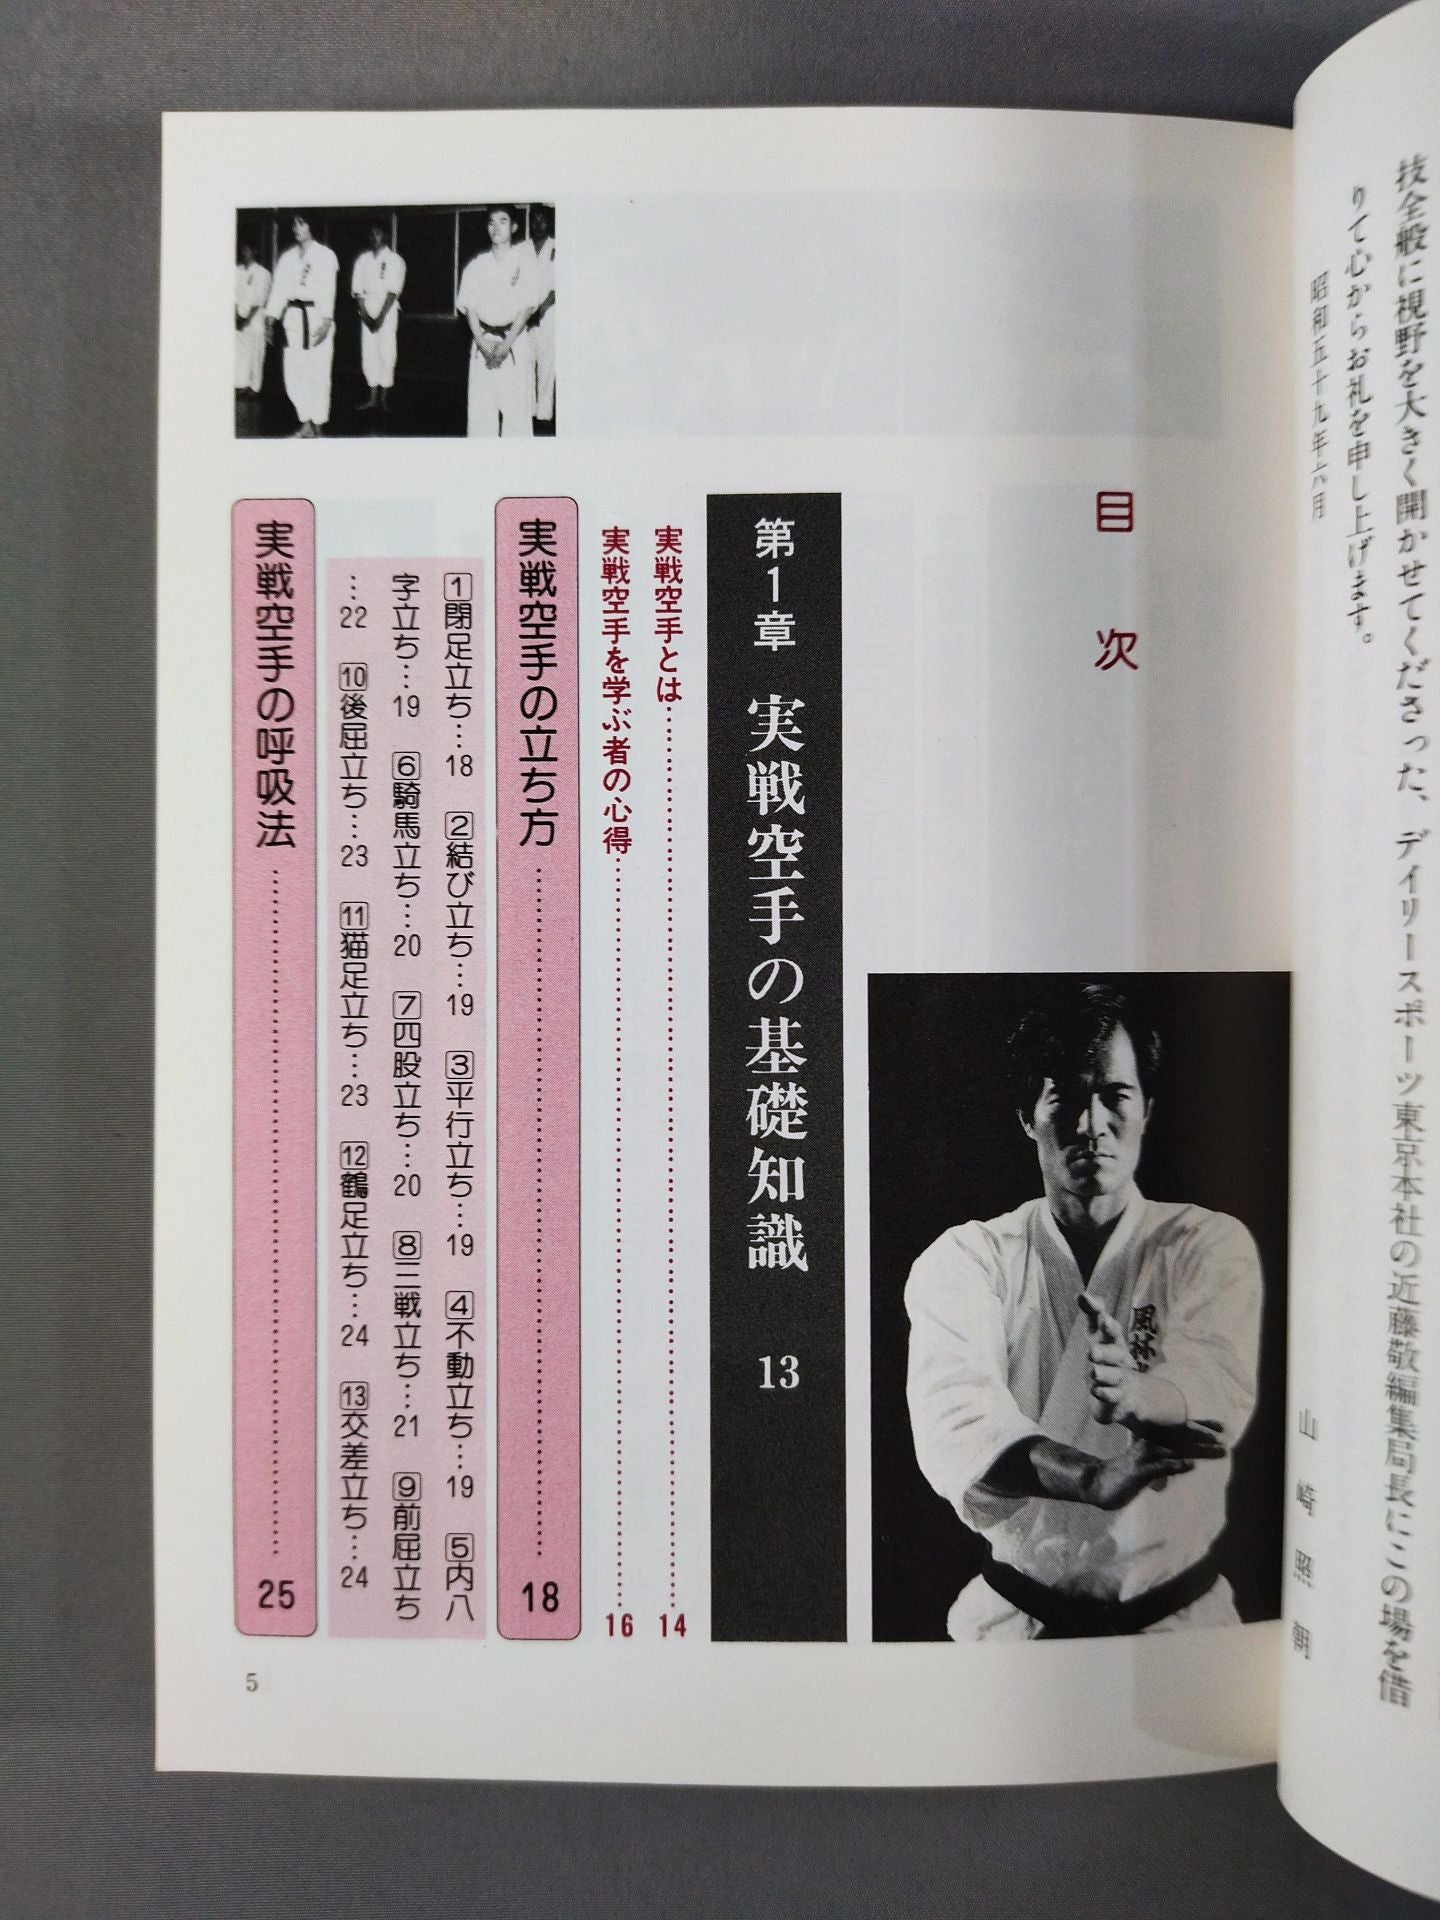 技全般に視野を大きく開かせてくださった、デイリースポーツ東京本社の近藤敬編集局長にこの場を借
りて心からお礼を申し上げます。
昭和五十九年六月
山崎照朝
目次
風林
第1章 実戦空手の基礎知識 13
実戦空手とは……………………14
実戦空手を学ぶ者の心得……………………16
実戦空手の立ち方……………………18
1閉足立ち…18 2結び立ち…19 3平行立ち…19 4不動立ち…19 5内八
字立ち…19 6騎馬立ち…20 7四股立ち…20 8三戦立ち…21 9前屈立ち
…22 10後屈立ち…23 11猫足立ち…23 12鶴足立ち…24 13交差立ち…24
実戦空手の呼吸法……………………25
5